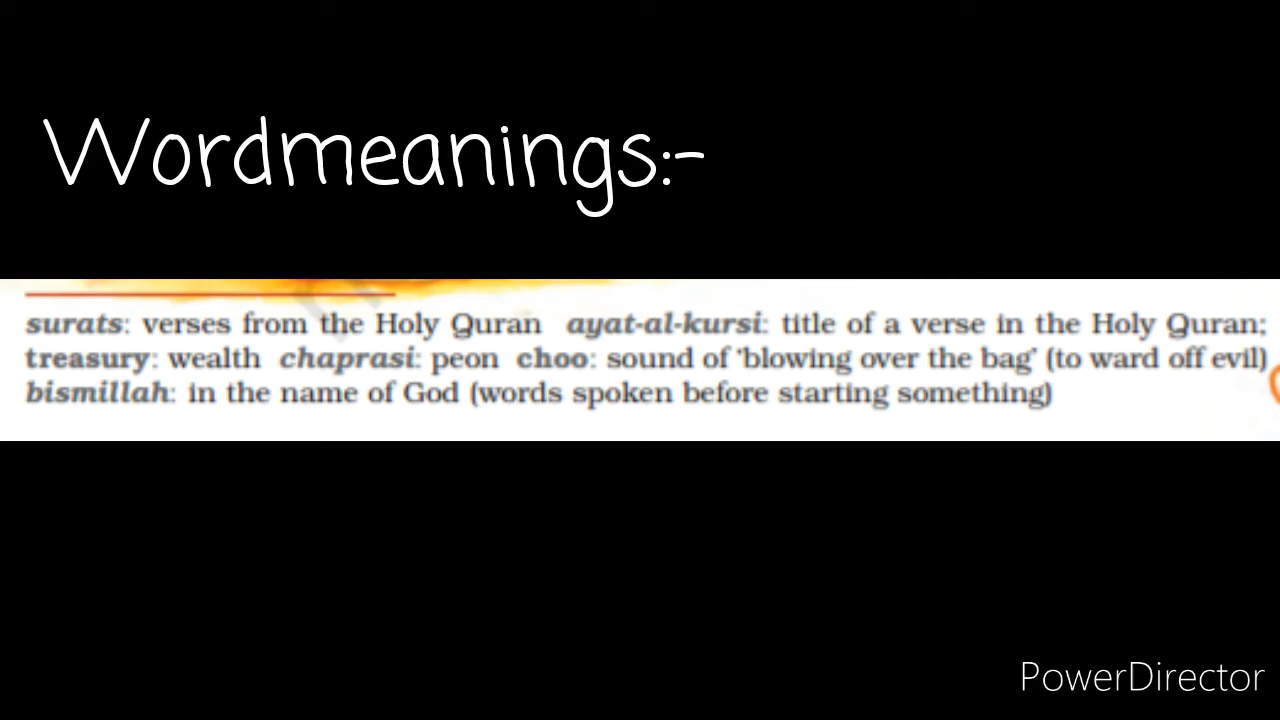 Wordmeanings:-
surats: verses from the Holy Quran ayat-al-kursi: title of a verse in the Holy Quran;
treasury: wealth chaprasi: peon choo: sound of 'blowing over the bag' (to ward off evil)
bismillah: in the name of God (words spoken before starting something)
PowerDirector